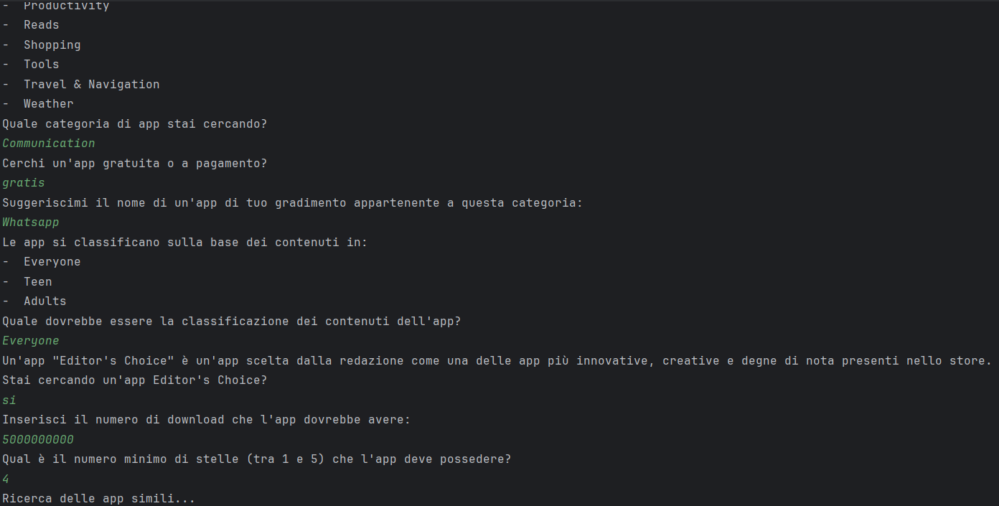 - Productivity
- Reads
- Shopping
- Tools
- Travel & Navigation
- Weather
Quale categoria di app stai cercando?
Communication
Cerchi un'app gratuita o a pagamento?
gratis
Suggeriscimi il nome di un'app di tuo gradimento appartenente a questa categoria:
Whatsapp
Le app si classificano sulla base dei contenuti in:
- Everyone
- Teen
- Adults
Quale dovrebbe essere la classificazione dei contenuti dell'app?
Everyone
Un'app "Editor's Choice" è un'app scelta dalla redazione come una delle app più innovative, creative e degne di nota presenti nello store.
Stai cercando un'app Editor's Choice?
si
Inserisci il numero di download che l'app dovrebbe avere:
5000000000
Qual è il numero minimo di stelle (tra 1 e 5) che l'app deve possedere?
4
Ricerca delle app simili...